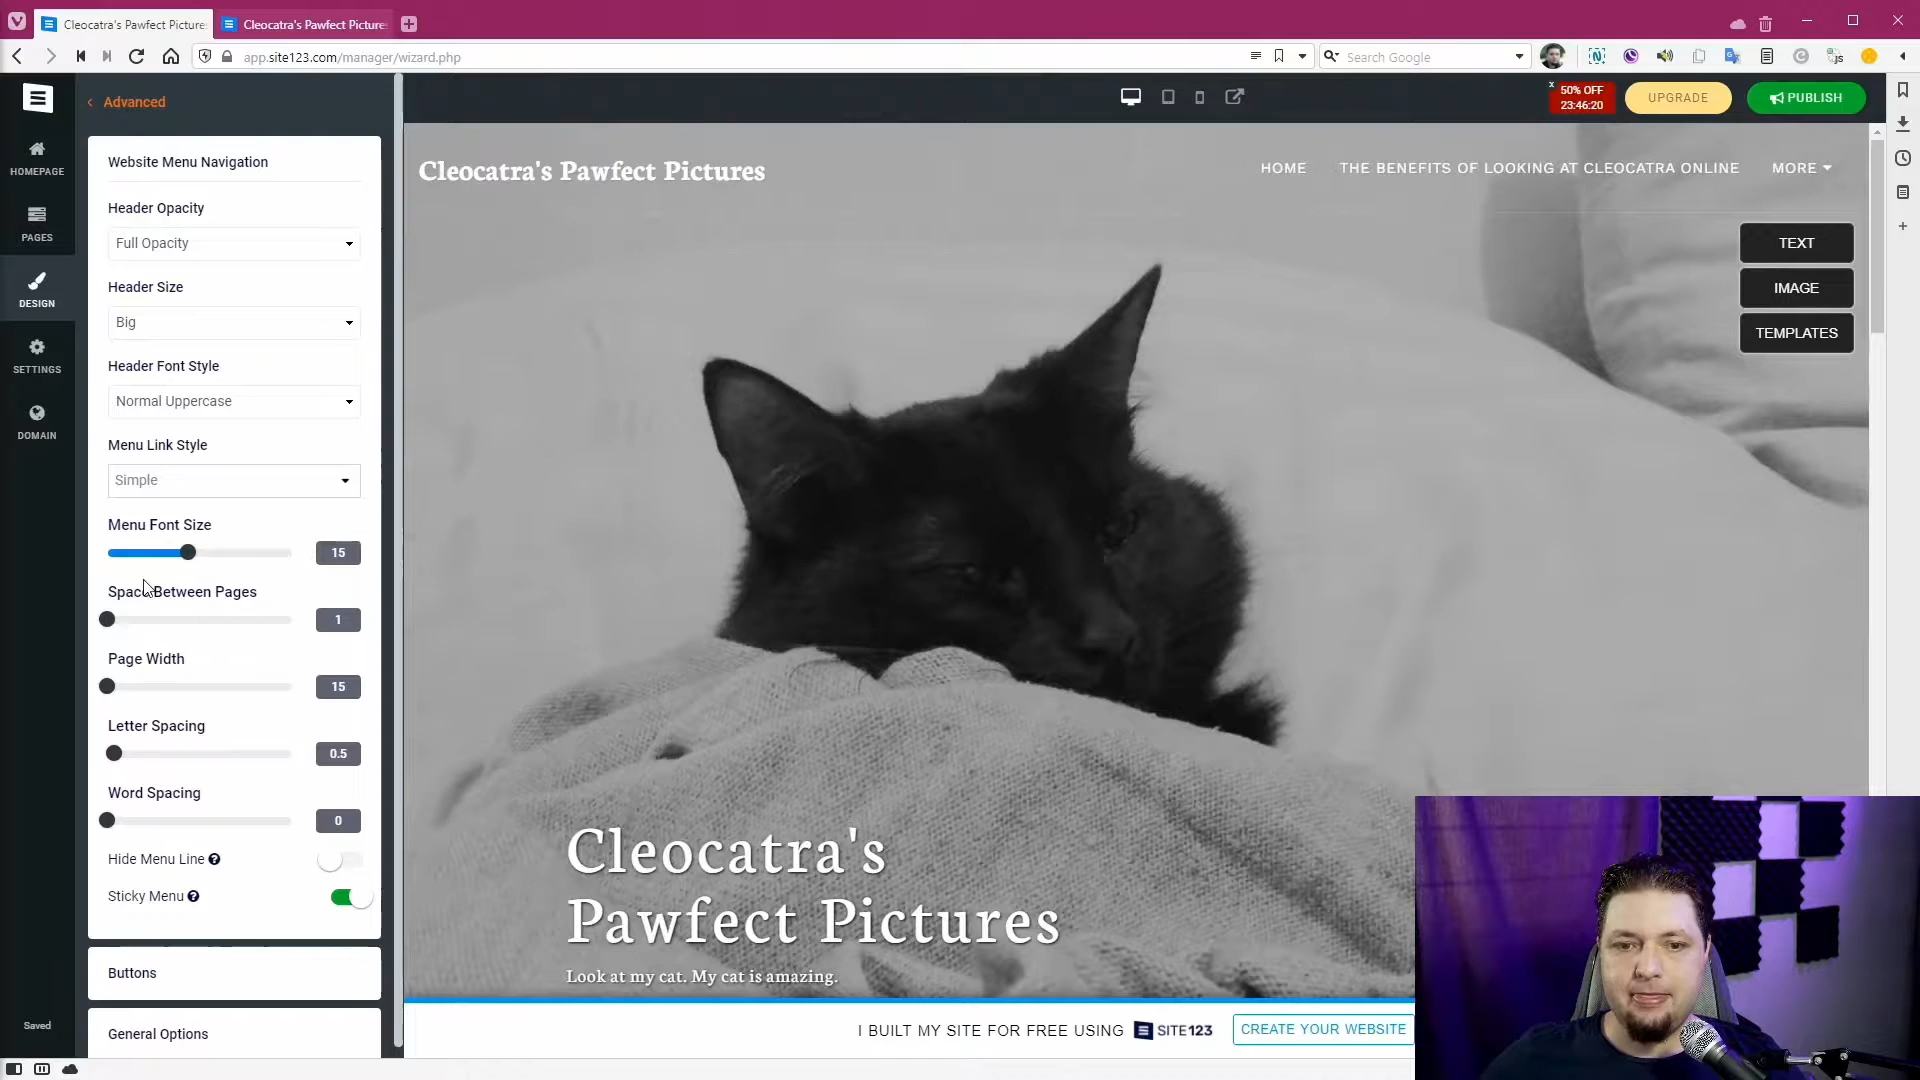 Cleocatra's Pawfect Picture
Cleocatra's Pawfect Picture
app.site123.com/manager/wizard.php
Search Google
Advanced
50% OFF
23:46:20
UPGRADE
PUBLISH
HOMEPAGE
PAGES
DESIGN
SETTINGS
DOMAIN
Saved
Website Menu Navigation
Header Opacity
Full Opacity
Header Size
Big
Header Font Style
Normal Uppercase
Menu Link Style
Simple
Menu Font Size
15
Space Between Pages
1
Page Width
15
Letter Spacing
0.5
Word Spacing
0
Hide Menu Line
Sticky Menu
Buttons
General Options
Cleocatra's Pawfect Pictures
HOME THE BENEFITS OF LOOKING AT CLEOCATRA ONLINE MORE
TEXT
IMAGE
TEMPLATES
Cleocatra's
Pawfect Pictures
Look at my cat. My cat is amazing.
I BUILT MY SITE FOR FREE USING SITE123 CREATE YOUR WEBSITE